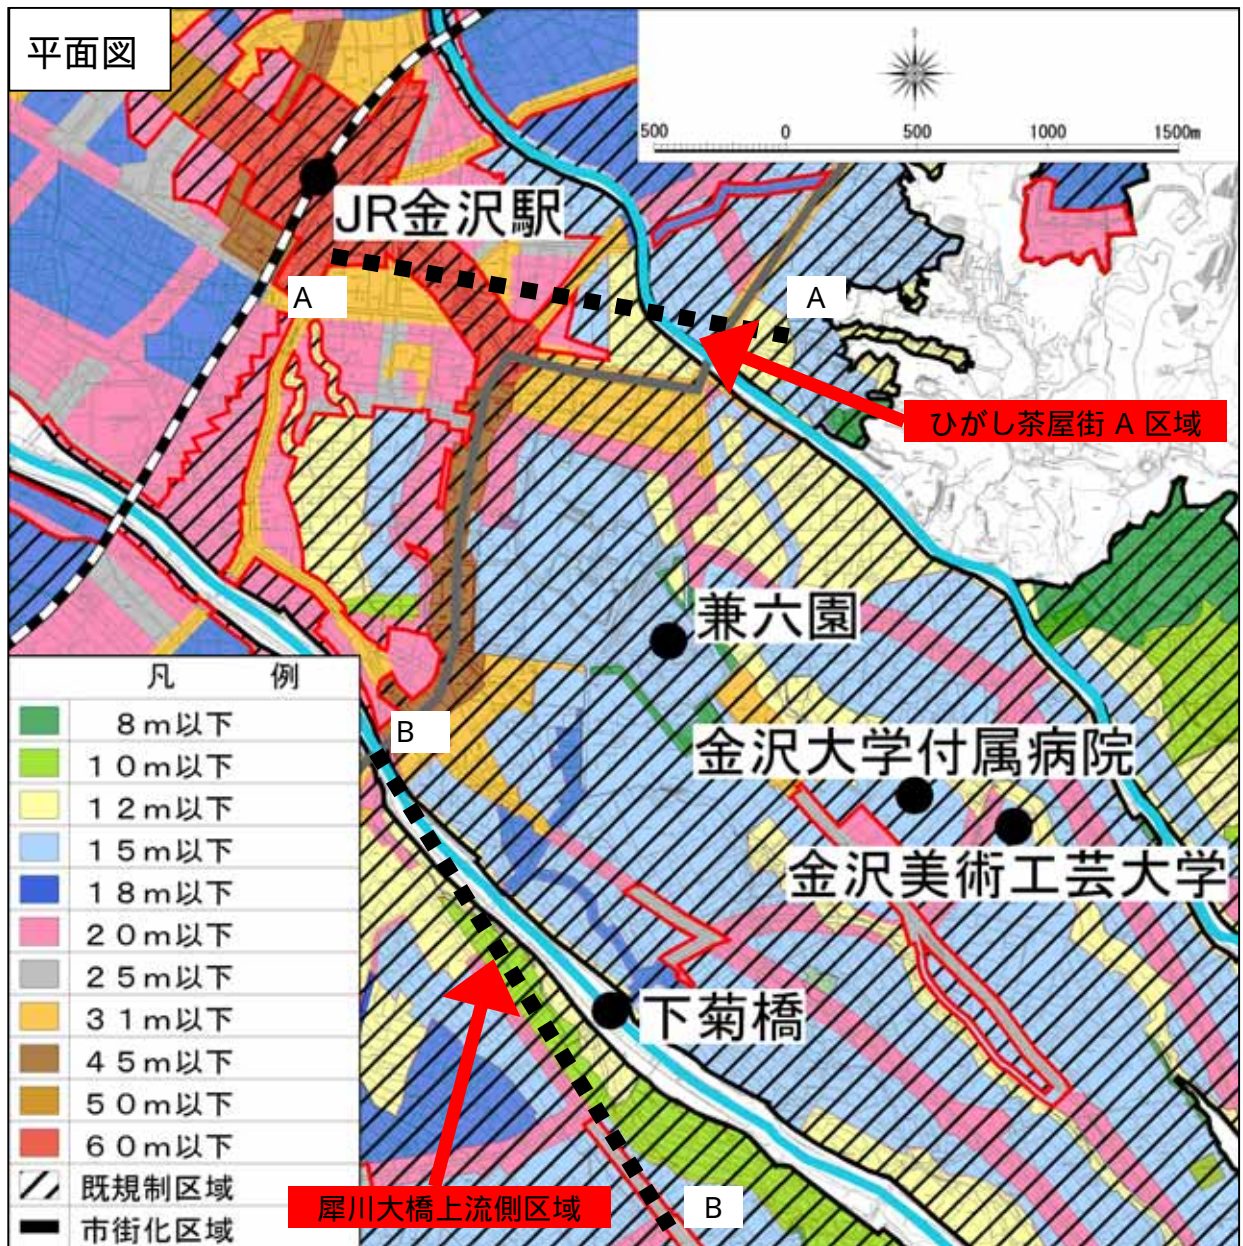 平面図
500 0 500 1000 1500m
JR金沢駅
A
A
ひがし茶屋街 A 区域
兼六園
凡 例
8m以下
10m以下
12m以下
15m以下
18m以下
20m以下
25m以下
31m以下
45m以下
50m以下
60m以下
既規制区域
市街化区域
B
金沢大学付属病院
金沢美術工芸大学
下菊橋
犀川大橋上流側区域
B